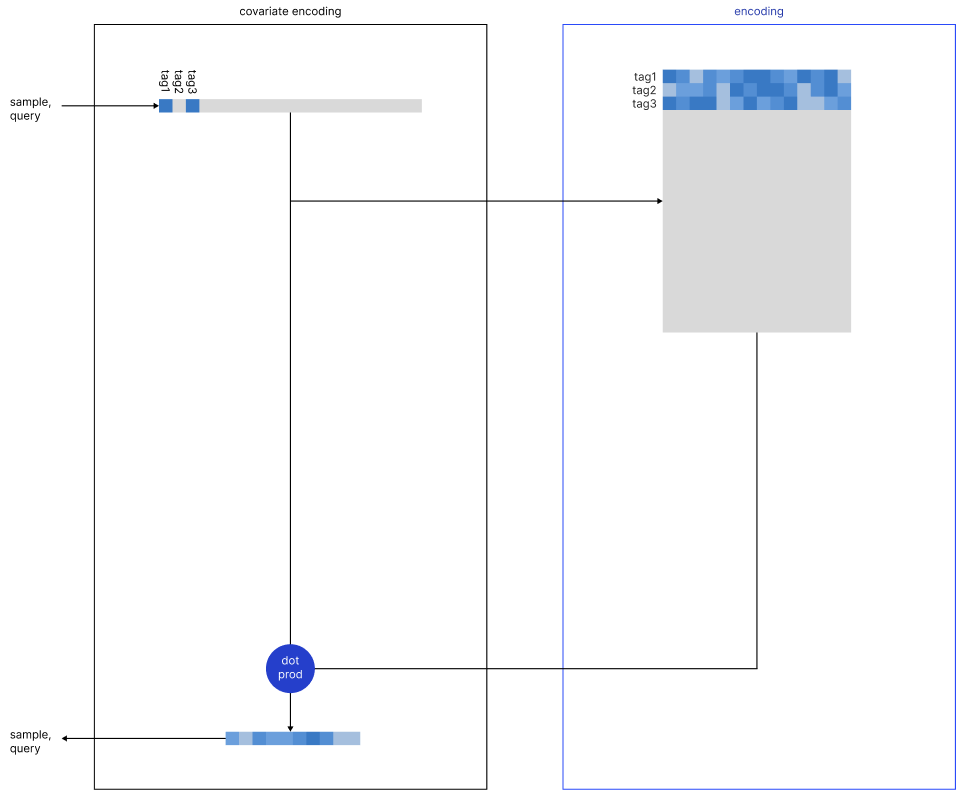 covariate encoding
encoding
tag1
tag2
tag3
sample,
query
tag1
tag2
tag3
dot
prod
sample,
query